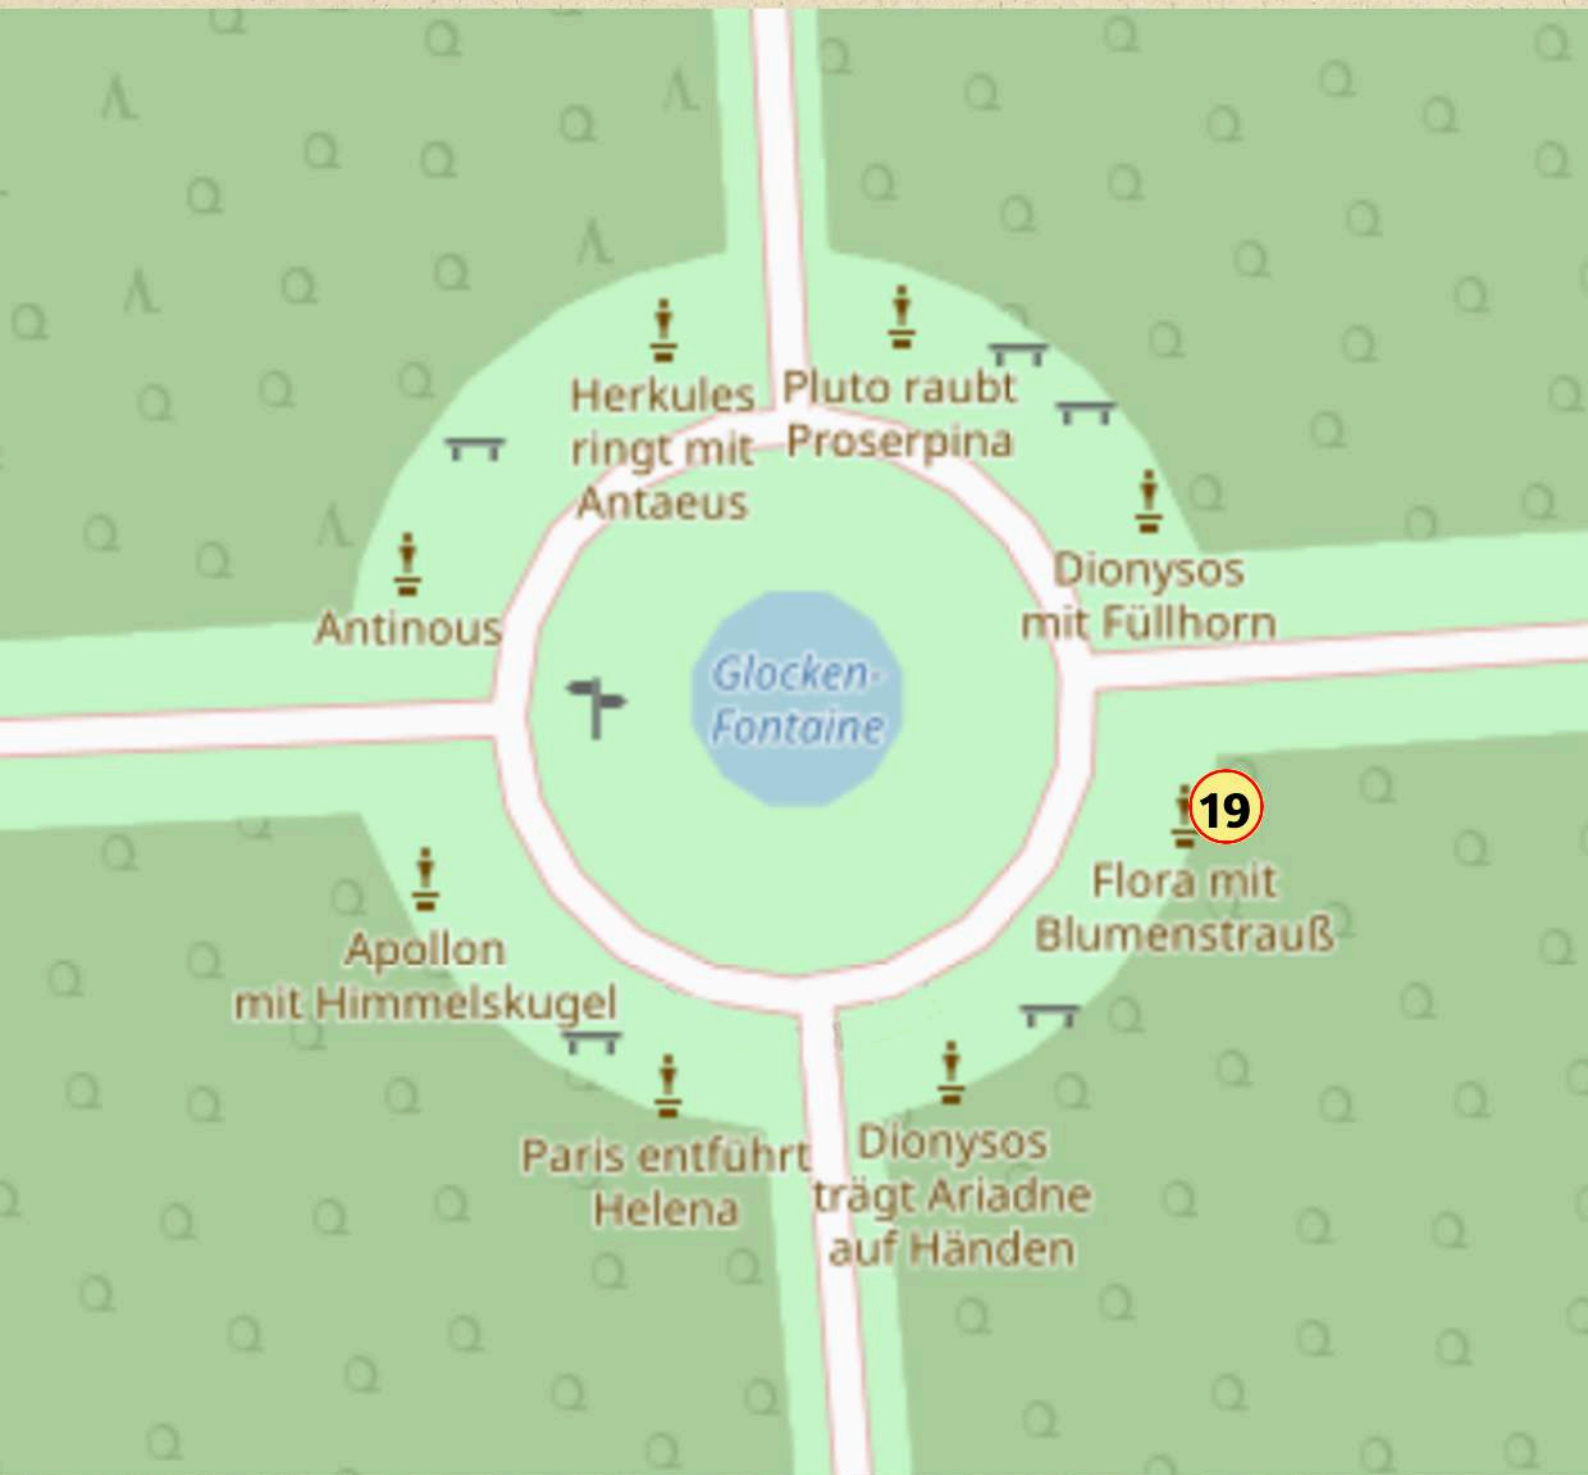 Herkules
ringt mit
Antaeus
Pluto raubt
Proserpina
Dionysos
mit Füllhorn
Antinous
Glocken-
Fontaine
19
Flora mit
Blumenstrauß
Apollon
mit Himmelskugel
Paris entführt
Helena
Dionysos
trägt Ariadne
auf Händen